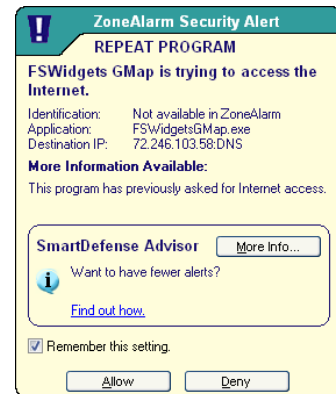 ZoneAlarm Security Alert
REPEAT PROGRAM
FSWidgets GMap is trying to access the
Internet.
Identification: Not available in ZoneAlarm
Application: FSWidgetsGMap.exe
Destination IP: 72.246.103.58:DNS
More Information Available:
This program has previously asked for Internet access.
SmartDefense Advisor More Info...
Want to have fewer alerts?
Find out how.
Remember this setting.
Allow Deny